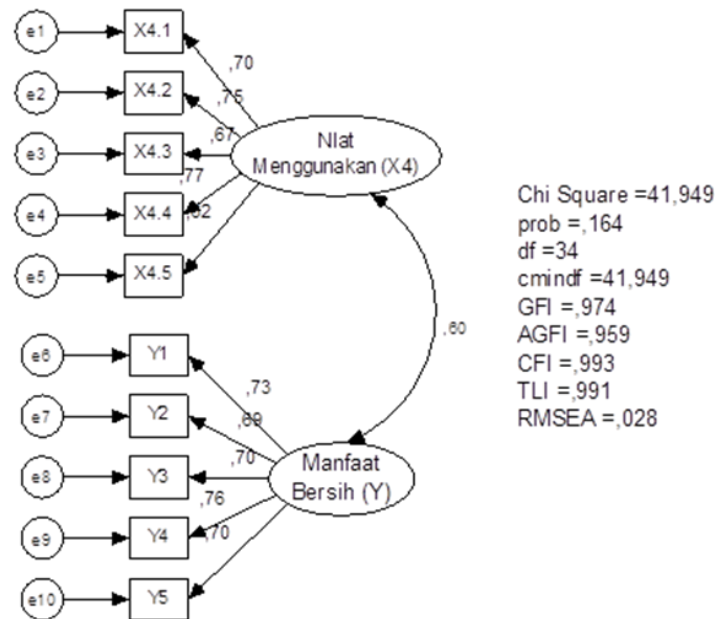 e1
X4.1
,70
e2
X4.2
,75
e3
X4.3
,67
NIat
Menggunakan (X4)
,77
e4
X4.4
e5
X4.5
Chi Square =41,949
prob =,164
df =34
cmindf =41,949
GFI =,974
AGFI =,959
CFI =,993
TLI =,991
RMSEA =,028
,60
e6
Y1
,73
e7
Y2
,69
e8
Y3
,70
Manfaat
Bersih (Y)
,76
e9
Y4
,70
e10
Y5